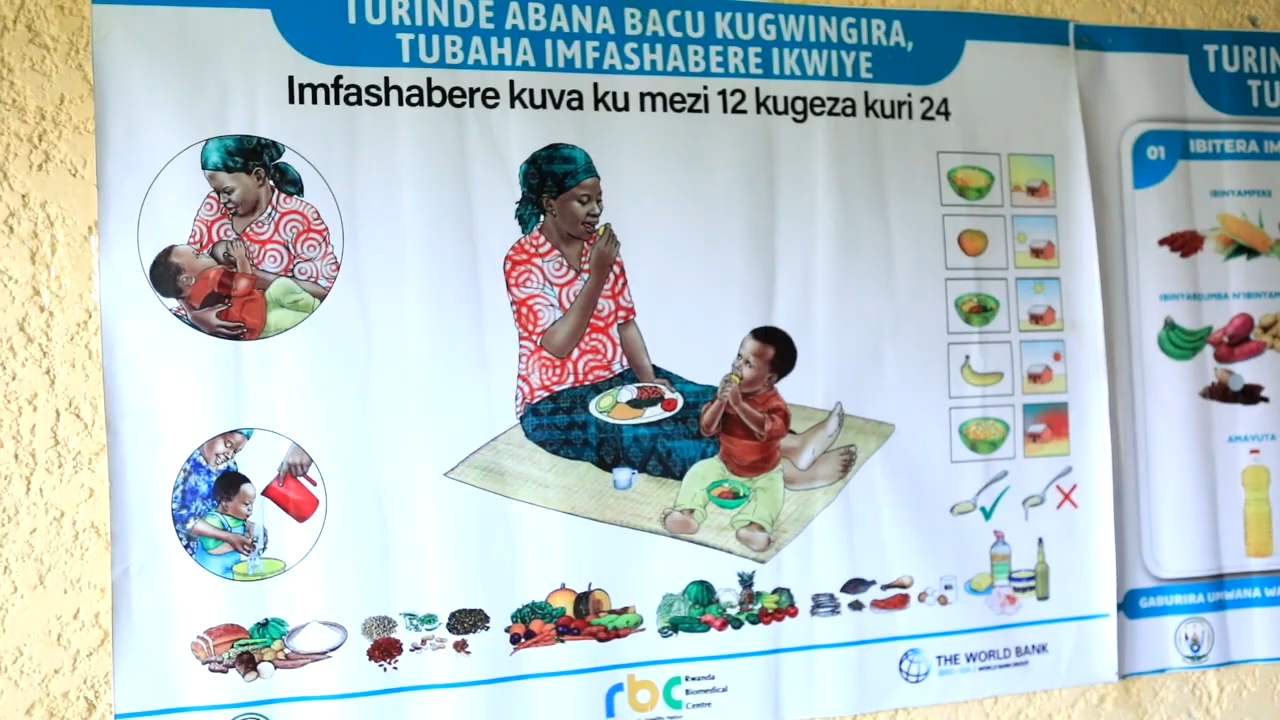 TURINDE ABANA BACU KUGWINGIRA,
TUBAHA IMFASHABERE IKWIYE
Imfashabere kuva ku mezi 12 kugeza kuri 24
THE WORLD BANK
rbc Rwanda
Biomedical
Centre
TURIN
TU
01 IBITERA IM
IBINYAMPEKE
AMAVUTA
GABURIRA UMWANA WA